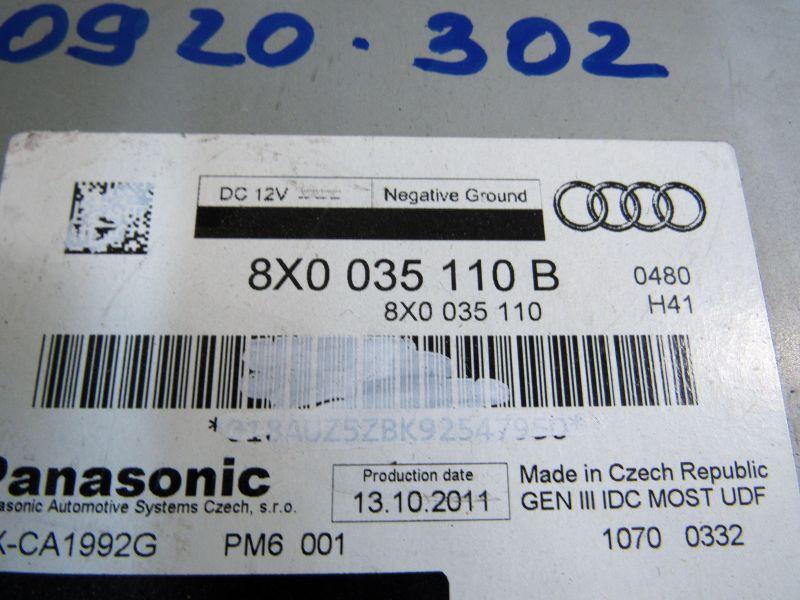 0920.302
DC 12V Negative Ground
8X0 035 110 B 0480
8X0 035 110 H41
Panasonic
Production date
13.10.2011
Made in Czech Republic
asonic Automotive Systems Czech, s.r.o. GEN III IDC MOST UDF
X-CA1992G PM6 001 1070 0332